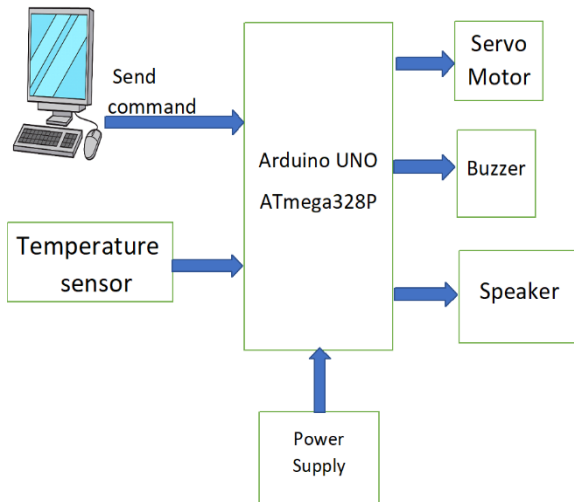 Send
command
Temperature
sensor
Arduino UNO
ATmega328P
Servo
Motor
Buzzer
Speaker
Power
Supply